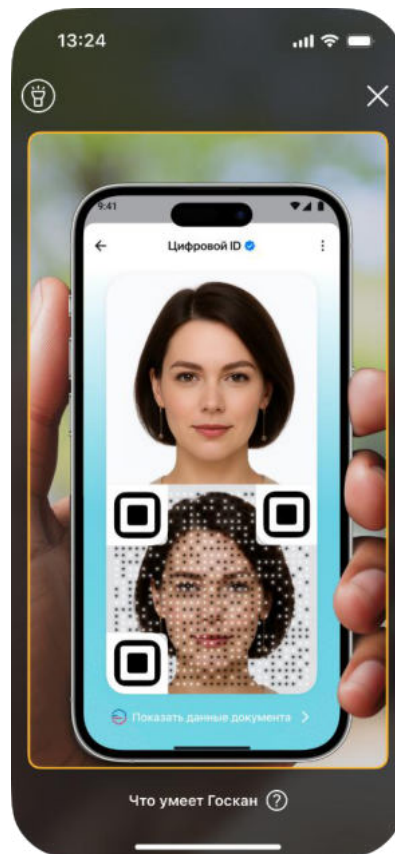 13:24
9:41
Цифровой ID
Показать данные документа
Что умеет Госкан ?